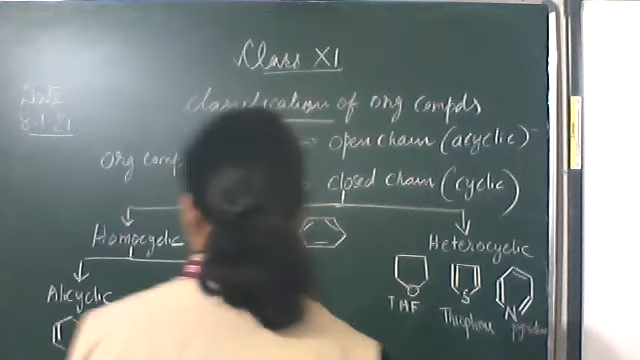 Class XI
Date
8-1-21
classification of org compds
org comp
open chain (acyclic)
closed chain (cyclic)
Homocyclic
Heterocyclic
Alicyclic
O
S
N
THF
Thiophene
pyridine